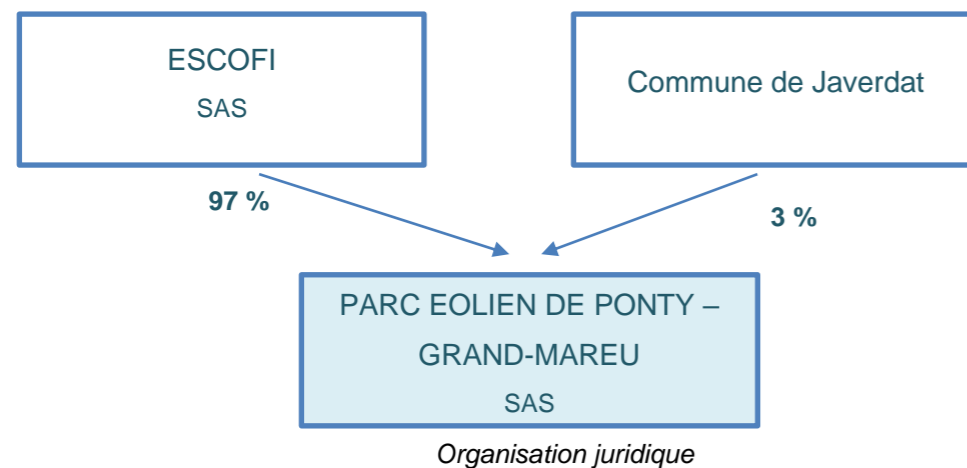 ESCOFI
SAS
Commune de Javerdat
97 %
3 %
PARC EOLIEN DE PONTY –
GRAND-MAREU
SAS
Organisation juridique